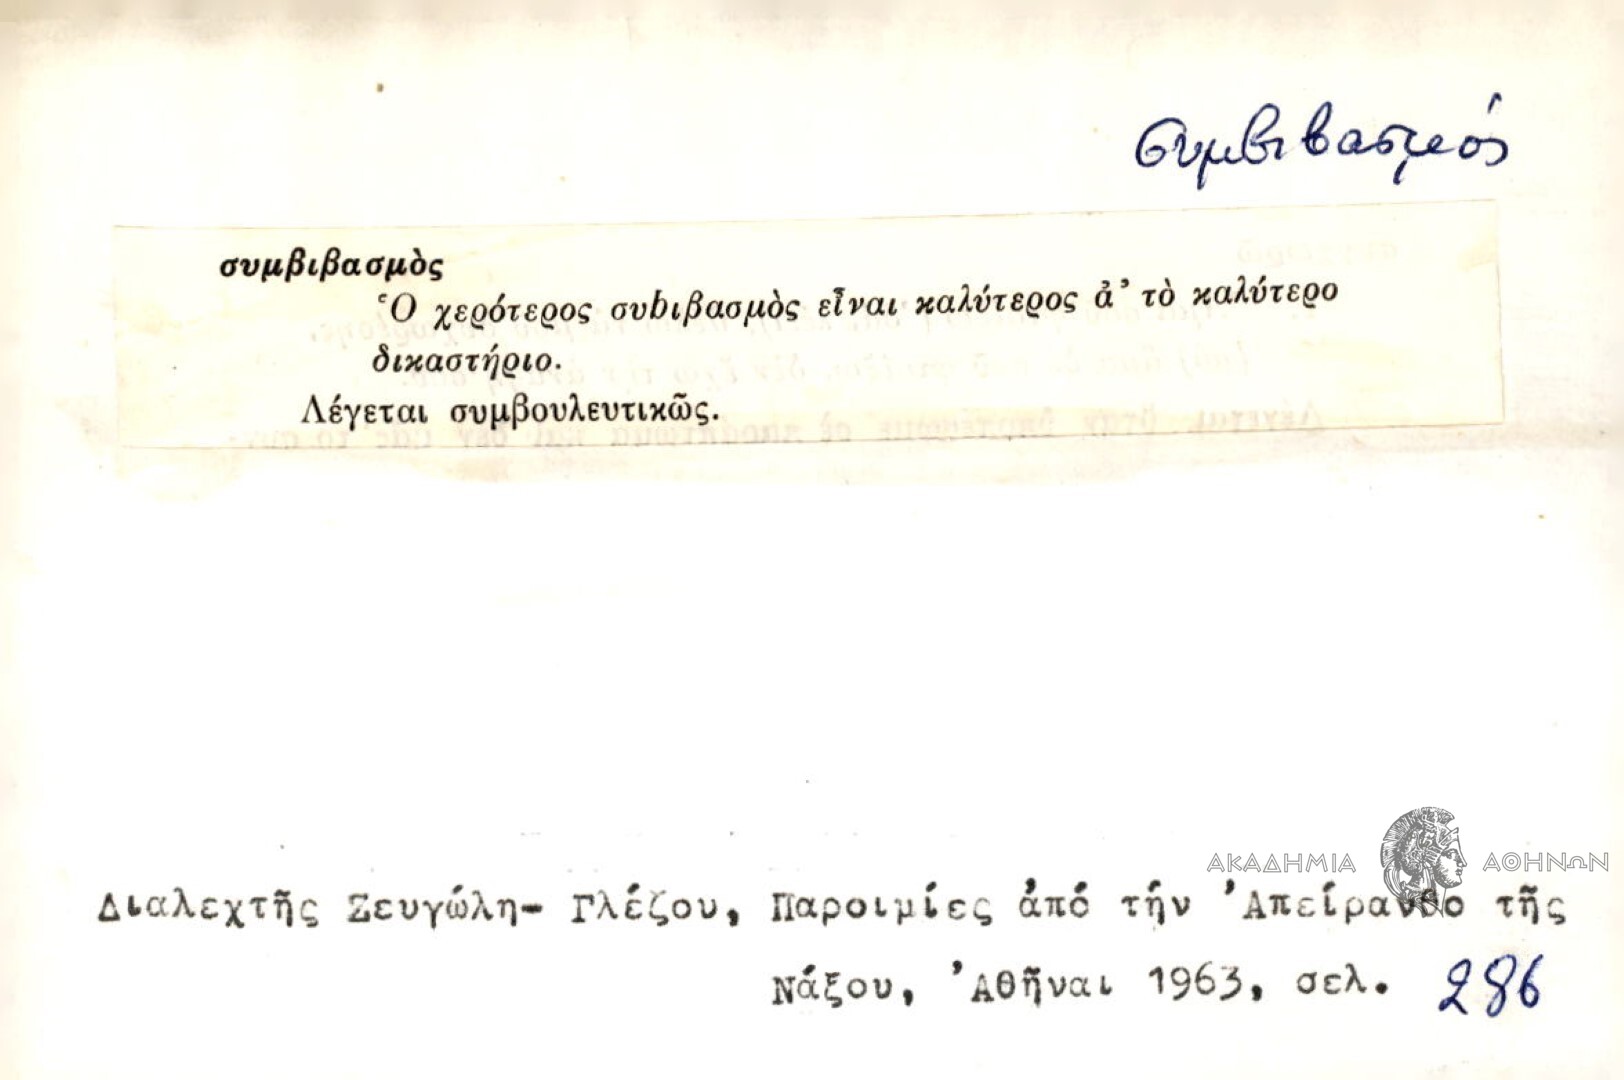 συμβιβασμός
συμβιβασμὸς
Ὁ χερότερος συbιβασμὸς εἶναι καλύτερος ἀ' τὸ καλύτερο
δικαστήριο.
Λέγεται συμβουλευτικῶς.
ΑΚΑΔΗΜΙΑ ΑΘΗΝΩΝ
Διαλεχτῆς Ζευγώλη- Γλέζου, Παροιμίες ἀπό τήν Ἀπείρανθο τῆς
Νάξου, Ἀθῆναι 1963, σελ. 286